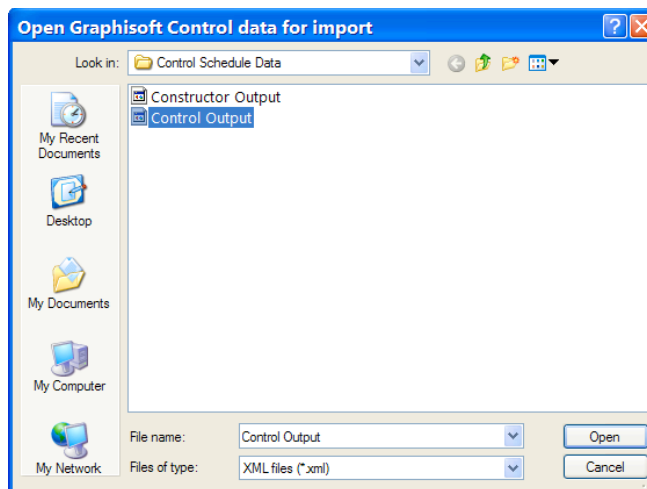 Open Graphisoft Control data for import
Look in:
Control Schedule Data
Constructor Output
Control Output
My Recent
Documents
Desktop
My Documents
My Computer
My Network
File name:
Control Output
Open
Files of type:
XML files (*.xml)
Cancel